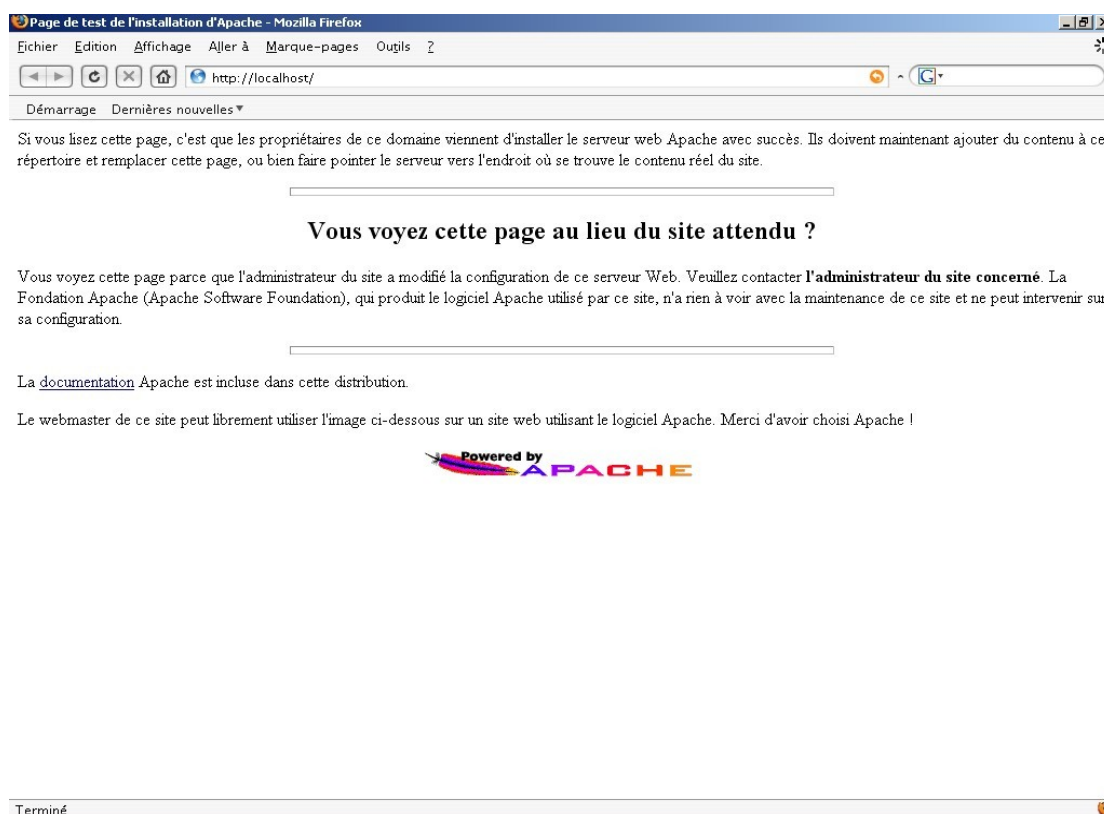 Page de test de l'installation d'Apache - Mozilla Firefox
Fichier Edition Affichage Aller à Marque-pages Outils ?
http://localhost/
G
Démarrage Dernières nouvelles
Si vous lisez cette page, c'est que les propriétaires de ce domaine viennent d'installer le serveur web Apache avec succès. Ils doivent maintenant ajouter du contenu à ce
répertoire et remplacer cette page, ou bien faire pointer le serveur vers l'endroit où se trouve le contenu réel du site.
Vous voyez cette page au lieu du site attendu ?
Vous voyez cette page parce que l'administrateur du site a modifié la configuration de ce serveur Web. Veuillez contacter l'administrateur du site concerné. La
Fondation Apache (Apache Software Foundation), qui produit le logiciel Apache utilisé par ce site, n'a rien à voir avec la maintenance de ce site et ne peut intervenir sur
sa configuration.
La documentation Apache est incluse dans cette distribution.
Le webmaster de ce site peut librement utiliser l'image ci-dessous sur un site web utilisant le logiciel Apache. Merci d'avoir choisi Apache !
Powered by
APACHE
Terminé